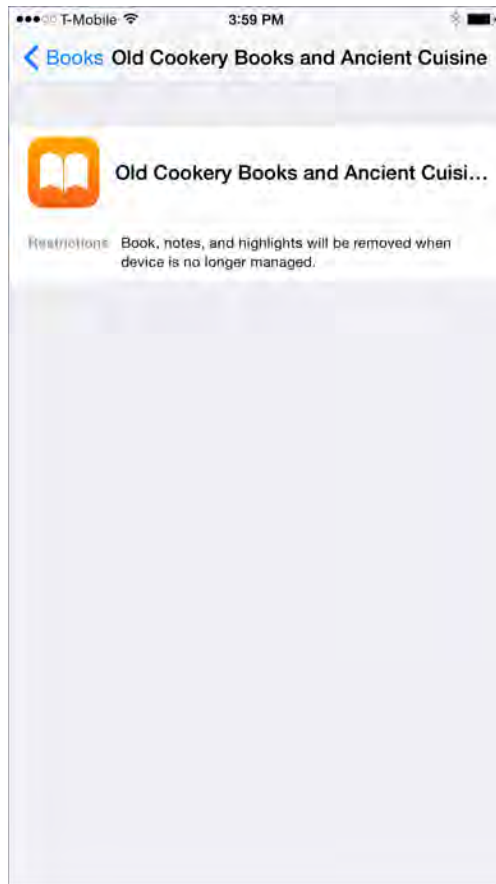 T-Mobile 3:59 PM
Books Old Cookery Books and Ancient Cuisine
Old Cookery Books and Ancient Cuisi...
Restrictions Book, notes, and highlights will be removed when
device is no longer managed.